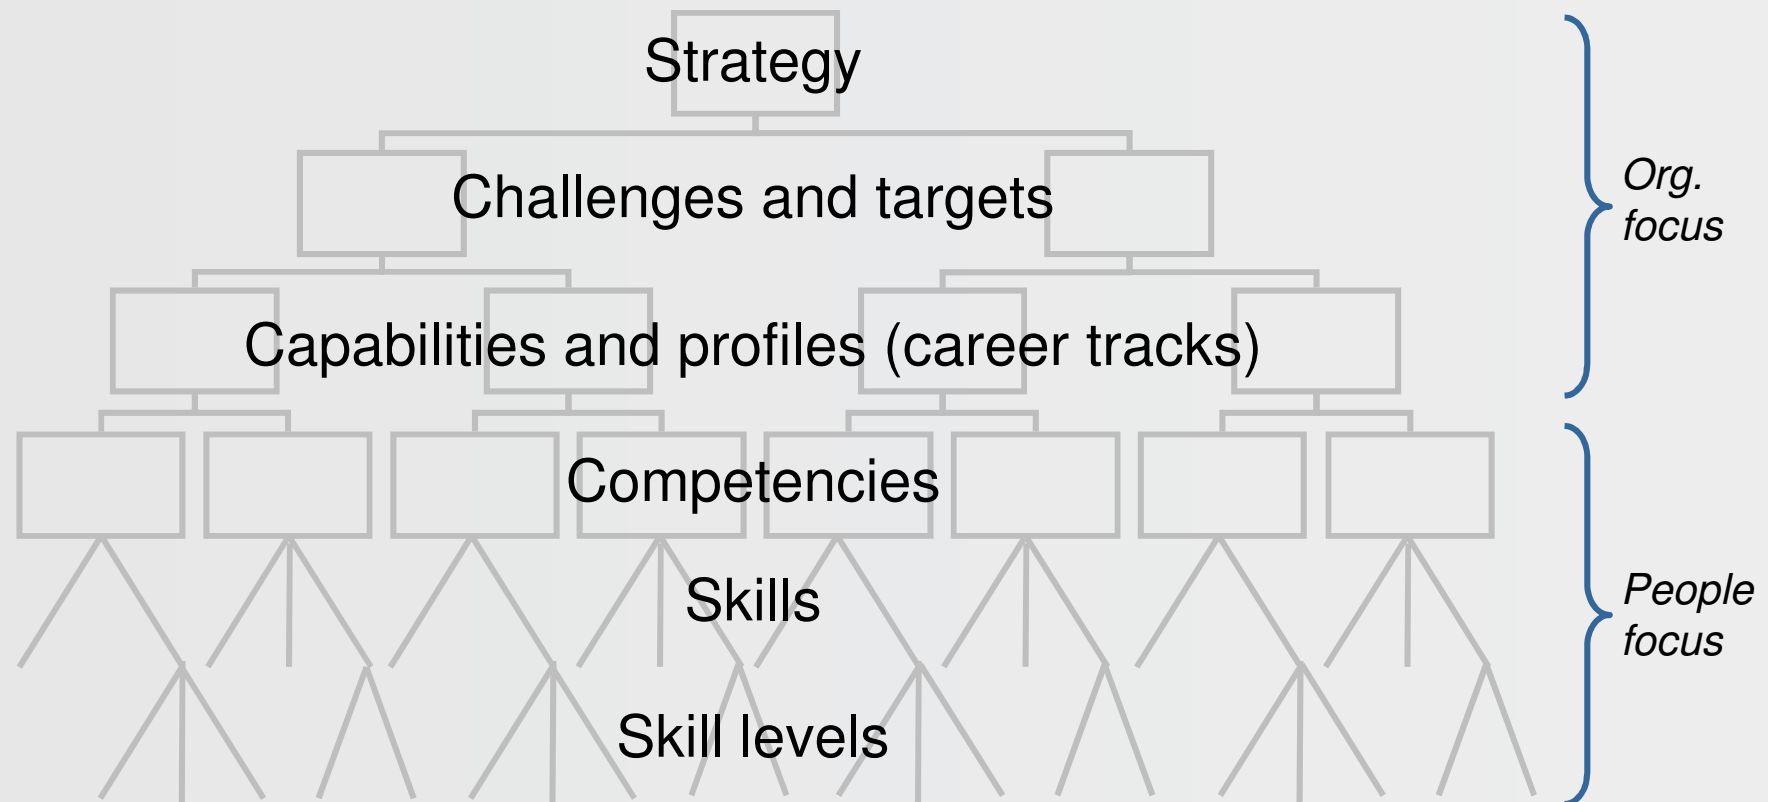 Strategy
Challenges and targets
Org.
focus
Capabilities and profiles (career tracks)
Competencies
Skills
People
focus
Skill levels